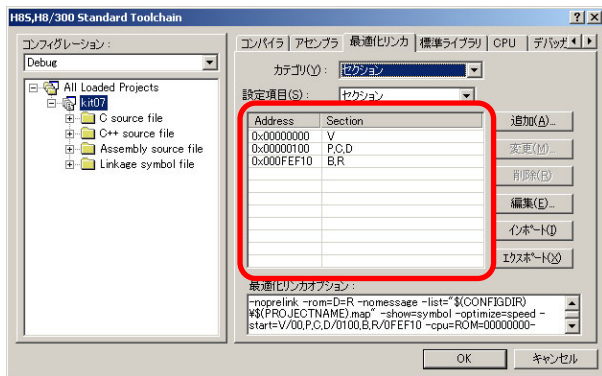 H8S,H8/300 Standard Toolchain
コンフィグレーション:
Debug
All Loaded Projects
kit07
C source file
C++ source file
Assembly source file
Linkage symbol file
コンパイラ アセンブラ 最適化リンカ 標準ライブラリ CPU デバッガ
カテゴリ(Y): セクション
設定項目(S): セクション
Address Section
0x00000000 V
0x00000100 P,C,D
0x000FEF10 B,R
追加(A)...
変更(M)...
削除(R)
編集(E)...
インポート(I)
エクスポート(X)
最適化リンカオプション:
-noprelink -rom=D=R -nomessage -list="$(CONFIGDIR)
¥$(PROJECTNAME).map" -show=symbol -optimize=speed -
start=V/00,P,C,D/0100,B,R/0FEF10 -cpu=ROM=00000000-
OK キャンセル